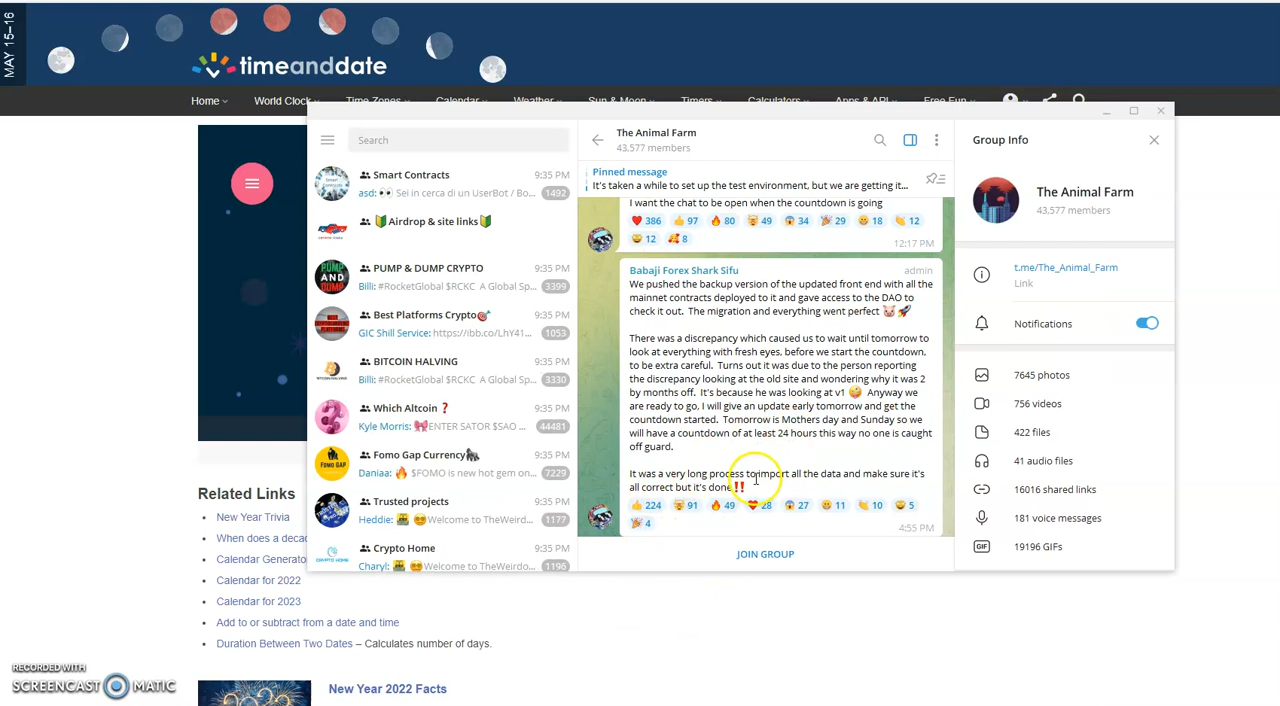 MAY 15–16
timeanddate
Home
World Clock
Time Zones
Calendar
Weather
Sun & Moon
Timers
Calculators
Apps & API
Free Fun
Search
Smart Contracts 9:35 PM
asd: 👀 Sei in cerca di un UserBot / Bo... 1492
🔰Airdrop & site links🔰
PUMP & DUMP CRYPTO 9:35 PM
Billi: #RocketGlobal $RCKC A Global Sp... 3399
Best Platforms Crypto🎯 9:35 PM
GIC Shill Service: https://ibb.co/LhY41... 1053
BITCOIN HALVING 9:35 PM
Billi: #RocketGlobal $RCKC A Global Sp... 3330
Which Altcoin ❓ 9:35 PM
Kyle Morris: 🎀ENTER SATOR $SAO ... 44481
Fomo Gap Currency🦍 9:35 PM
Daniaa: 🔥 $FOMO is new hot gem on... 7229
Trusted projects 9:35 PM
Heddie: Welcome to TheWeird... 1177
Crypto Home 9:35 PM
Charyl: Welcome to TheWeirdo... 1196
PUMP
AND
DUMP
FOMO
GAP
CRYPTO HOME
The Animal Farm
43,577 members
Pinned message
It's taken a while to set up the test environment, but we are getting it...
I want the chat to be open when the countdown is going
❤️ 386 👍 97 🔥 80 🤯 49 😱 34 🎉 29 😁 18 👏 12
🤩 12 🥰 8
12:17 PM
Babaji Forex Shark Sifu admin
We pushed the backup version of the updated front end with all the
mainnet contracts deployed to it and gave access to the DAO to
check it out. The migration and everything went perfect 🐷🚀
There was a discrepancy which caused us to wait until tomorrow to
look at everything with fresh eyes, before we start the countdown,
to be extra careful. Turns out it was due to the person reporting
the discrepancy looking at the old site and wondering why it was 2
by months off. It's because he was looking at v1 🤪 Anyway we
are ready to go, I will give an update early tomorrow and get the
countdown started. Tomorrow is Mothers day and Sunday so we
will have a countdown of at least 24 hours this way no one is caught
off guard.
It was a very long process to import all the data and make sure it's
all correct but it's done‼️
👍 224 🤯 91 🔥 49 ❤️ 28 😱 27 😁 11 👏 10 🤩 5
🎉 4
4:55 PM
JOIN GROUP
Group Info
The Animal Farm
43,577 members
t.me/The_Animal_Farm
Link
Notifications
7645 photos
756 videos
422 files
41 audio files
16016 shared links
181 voice messages
GIF 19196 GIFs
Related Links
New Year Trivia
When does a deca
Calendar Generato
Calendar for 2022
Calendar for 2023
Add to or subtract from a date and time
Duration Between Two Dates – Calculates number of days.
New Year 2022 Facts
RECORDED WITH
SCREENCAST MATIC